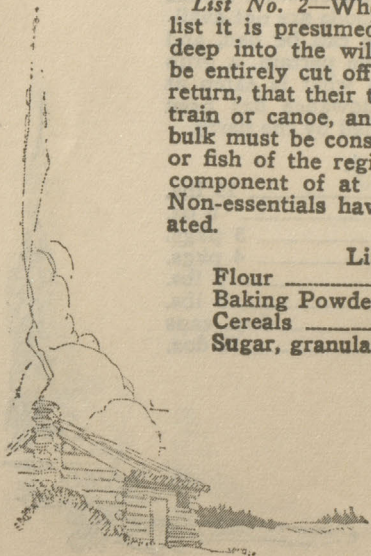 List No. 2—Whe
list it is presumed
deep into the wil
be entirely cut off
return, that their t
train or canoe, an
bulk must be cons
or fish of the regi
component of at
Non-essentials hav
ated.
Li
Flour
Baking Powde
Cereals
Sugar, granula